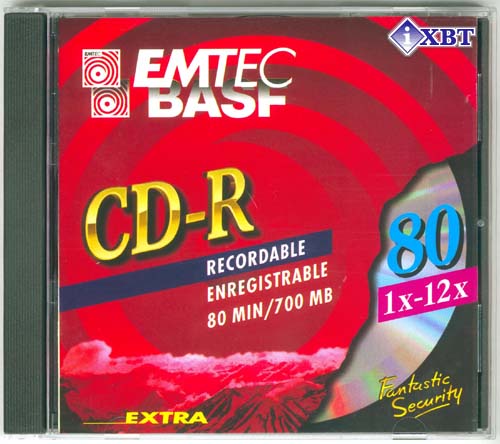 i XBT
EMTEC
EMTEC
BASF
CD-R
RECORDABLE
ENREGISTRABLE
80 MIN/700 MB
80
1x-12x
Fantastic
Security
EXTRA